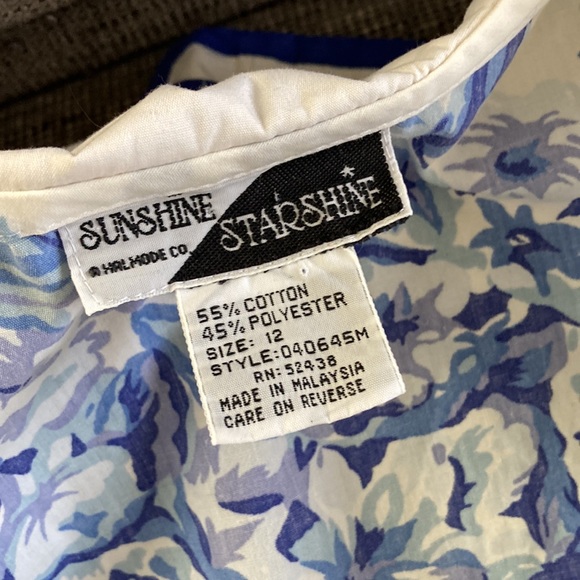 SUNSHINE STARSHINE
® HALMODE CO.
55% COTTON
45% POLYESTER
SIZE: 12
STYLE: 040645M
RN: 52438
MADE IN MALAYSIA
CARE ON REVERSE